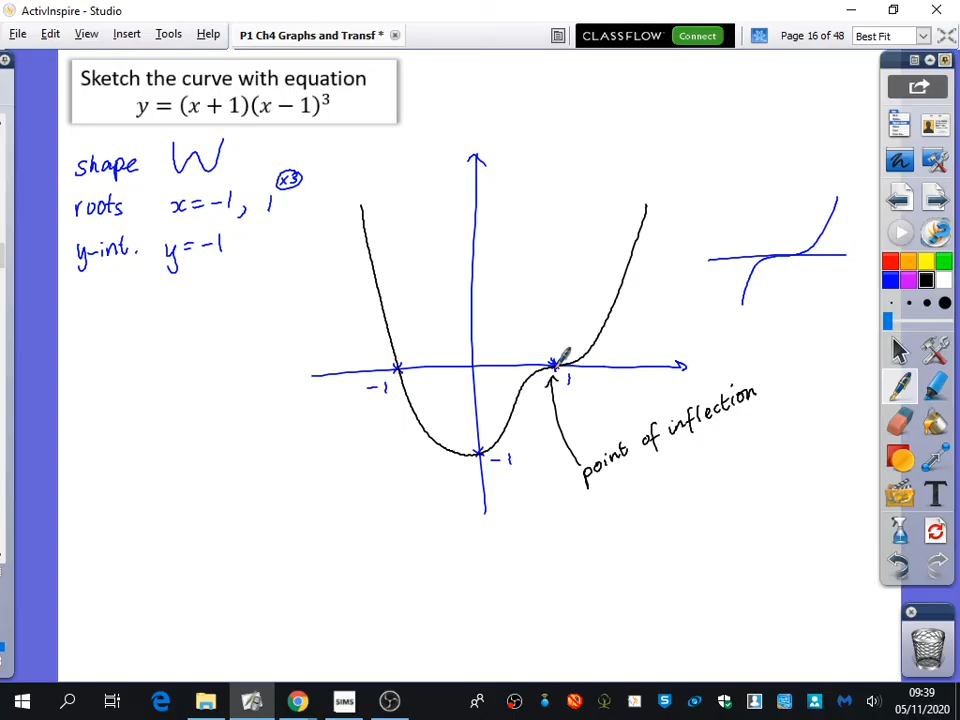 ActivInspire - Studio
File Edit View Insert Tools Help
P1 Ch4 Graphs and Transf *
CLASSFLOW Connect
Page 16 of 48
Best Fit
Sketch the curve with equation
y = (x + 1)(x − 1)³
shape
roots x = -1, 1 ×3
y-int. y = -1
-1
1
-1
point of inflection
T
SIMS
09:39
05/11/2020